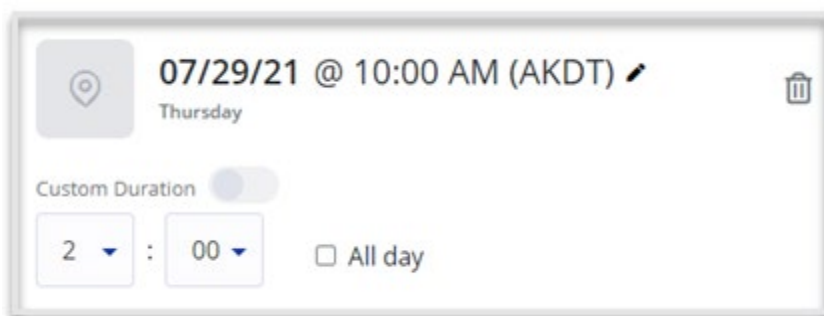 07/29/21 @ 10:00 AM (AKDT)
Thursday
Custom Duration
2 : 00 All day